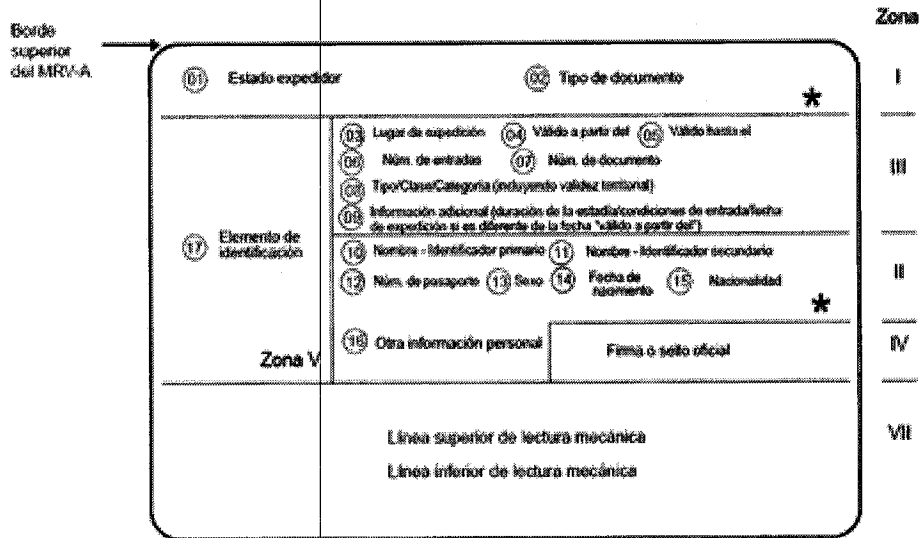 Zona
Borde
superior
del MRV-A
01 Estado expedidor 02 Tipo de documento *
I
03 Lugar de expedición 04 Válido a partir del 05 Válido hasta el
06 Núm. de entradas 07 Núm. de documento
III
08 Tipo/Clase/Categoría (incluyendo validez territorial)
09 Información adicional (duración de la estadía/condiciones de entrada/fecha
de expedición si es diferente de la fecha "válido a partir del")
17 Elemento de
identificación
10 Nombre - Identificador primario 11 Nombre - Identificador secundario
12 Núm. de pasaporte 13 Sexo 14 Fecha de
nacimiento 15 Nacionalidad
II
*
16 Otra información personal
Firma o sello oficial
IV
Zona V
Línea superior de lectura mecánica
VII
Línea inferior de lectura mecánica